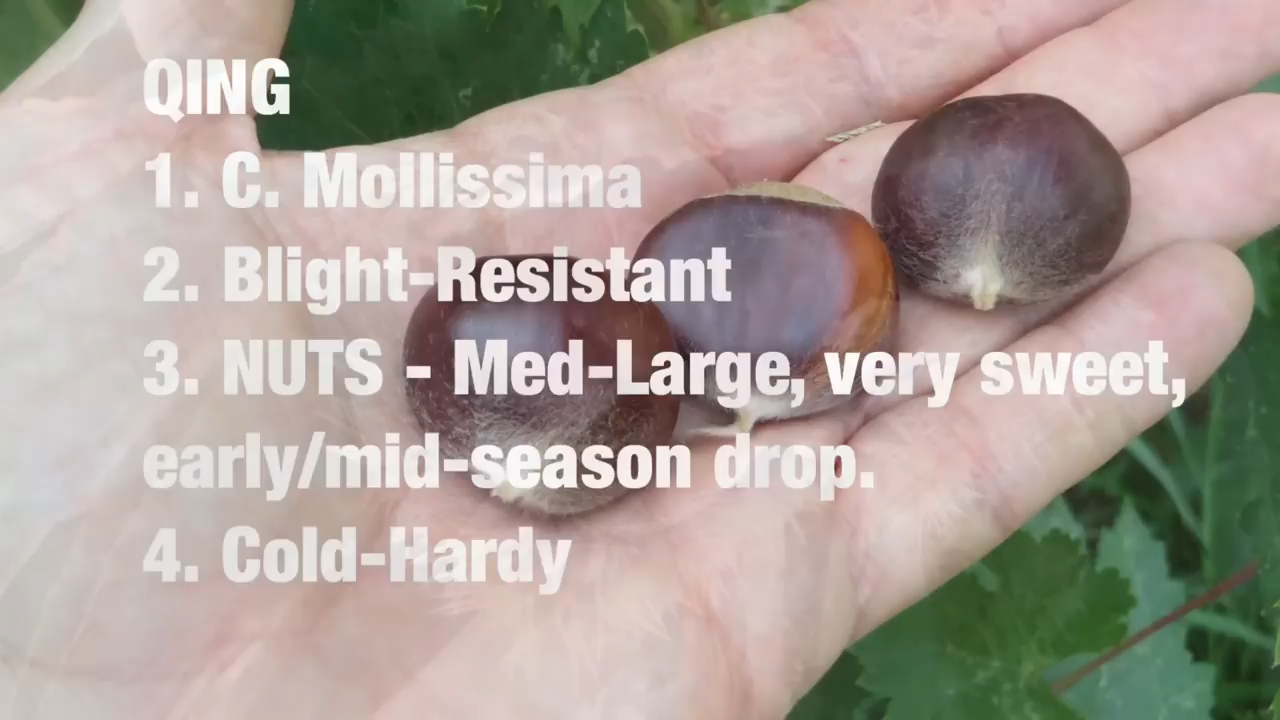 QING
1. C. Mollissima
2. Blight-Resistant
3. NUTS - Med-Large, very sweet,
early/mid-season drop.
4. Cold-Hardy